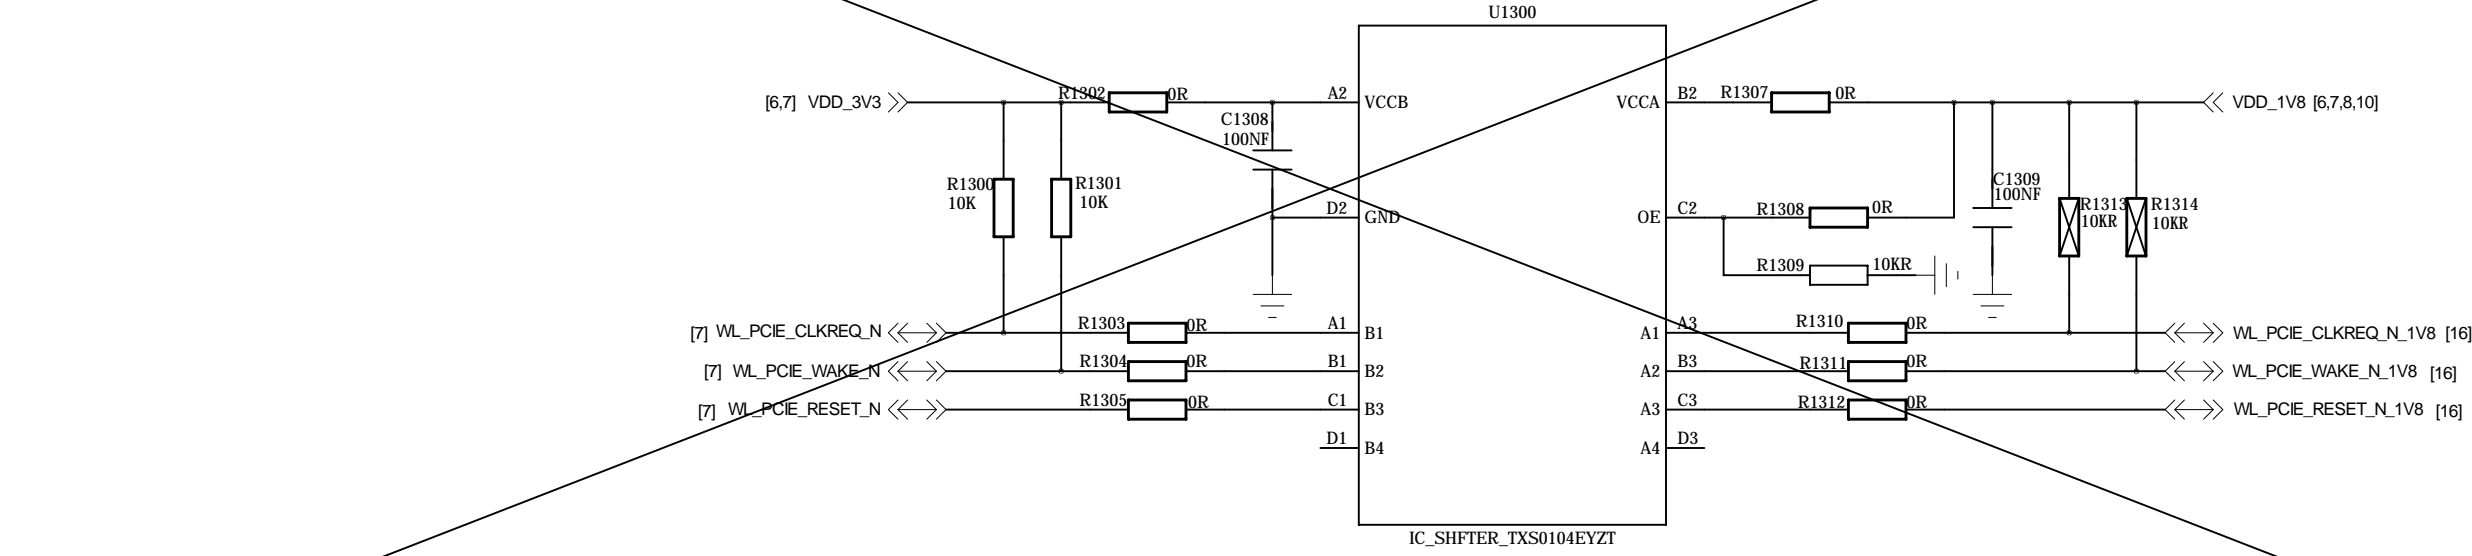 U1300
[6,7] VDD_3V3
R1302 0R
A2 VCCB
VCCA B2
R1307 0R
VDD_1V8 [6,7,8,10]
C1308
100NF
R1300
10K
R1301
10K
C1309
100NF
R1313
10KR
R1314
10KR
D2 GND
OE C2
R1308 0R
R1309 10KR
[7] WL_PCIE_CLKREQ_N
R1303 0R
A1 B1
A1 A3
R1310 0R
WL_PCIE_CLKREQ_N_1V8 [16]
[7] WL_PCIE_WAKE_N
R1304 0R
B1 B2
A2 B3
R1311 0R
WL_PCIE_WAKE_N_1V8 [16]
[7] WL_PCIE_RESET_N
R1305 0R
C1 B3
A3 C3
R1312 0R
WL_PCIE_RESET_N_1V8 [16]
D1 B4
A4 D3
IC_SHFTER_TXS0104EYZT